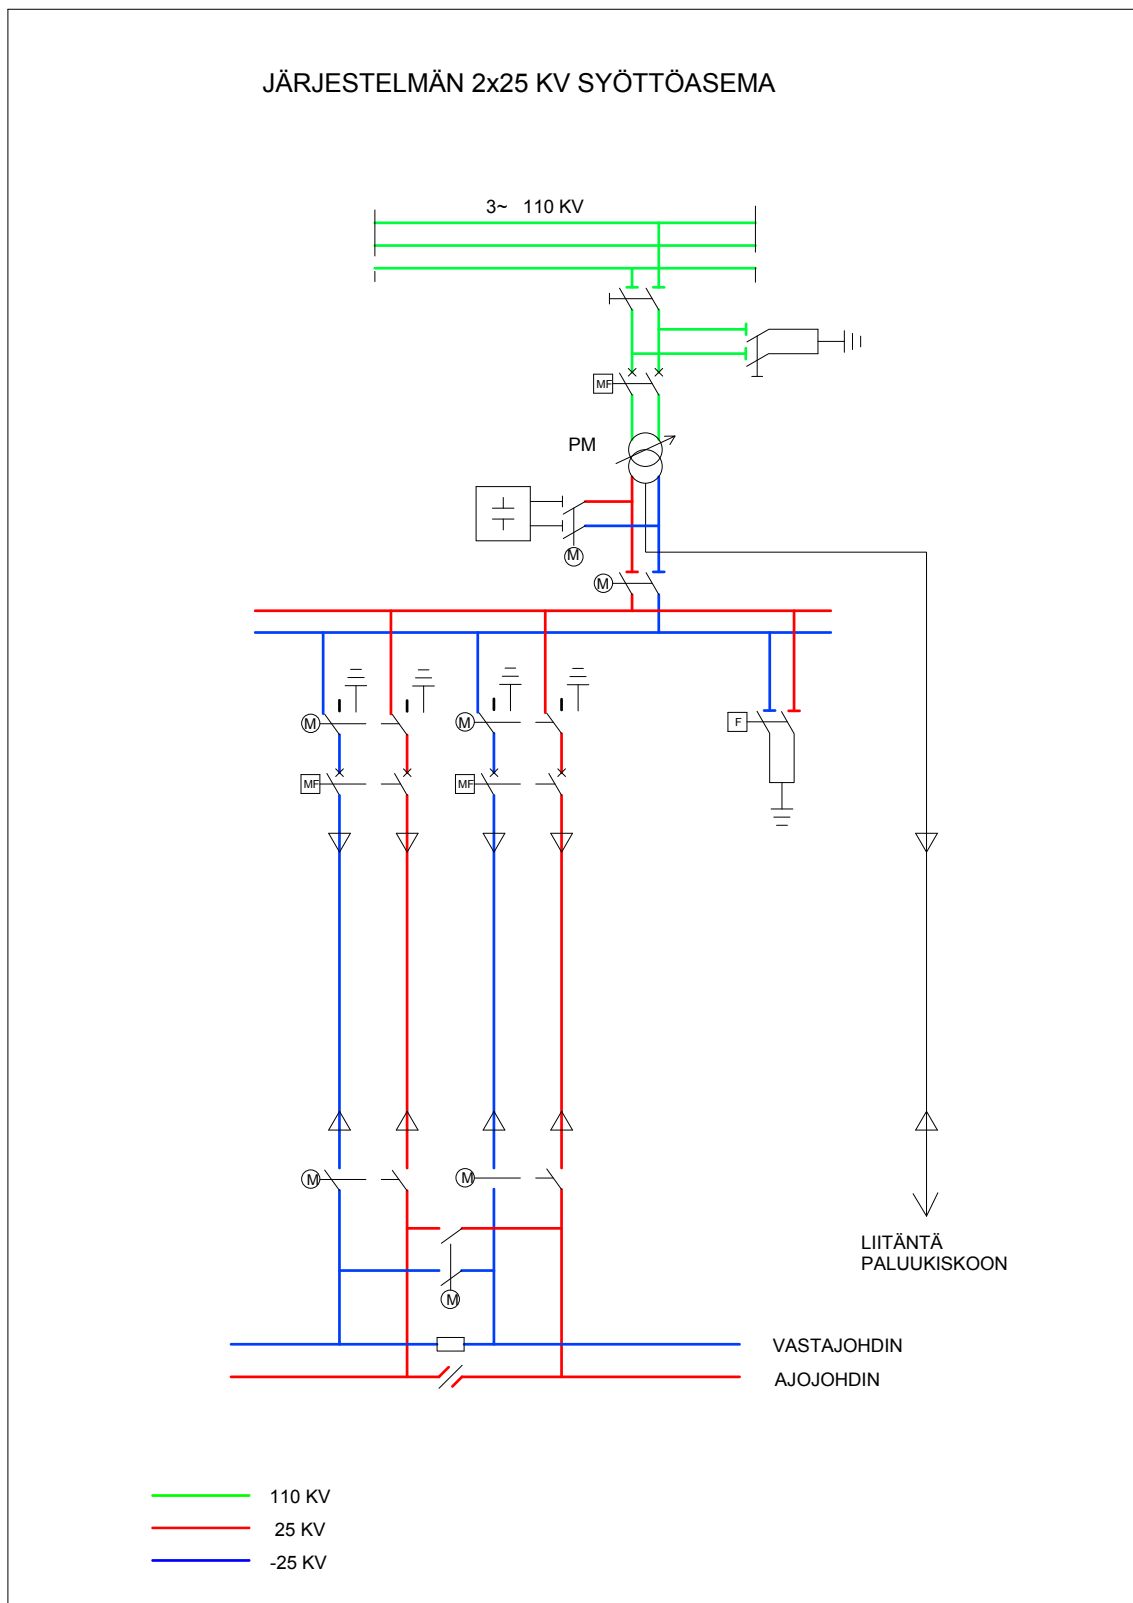 JÄRJESTELMÄN 2x25 KV SYÖTTÖASEMA
3~ 110 KV
MF
PM
M
M
M
M
F
MF
MF
M
M
LIITÄNTÄ
PALUUKISKOON
M
VASTAJOHDIN
AJOJOHDIN
110 KV
25 KV
-25 KV